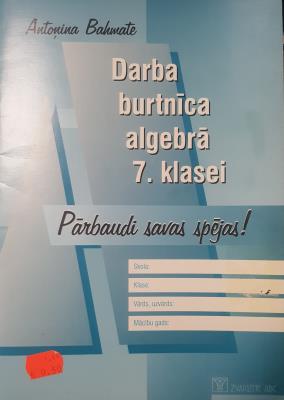 Antoņina Bahmate
Darba
burtnīca
algebrā
7. klasei
Pārbaudi savas spējas!
Skola:
Klase:
Vārds, uzvārds:
Mācību gads:
ZVAIGZNE ABC